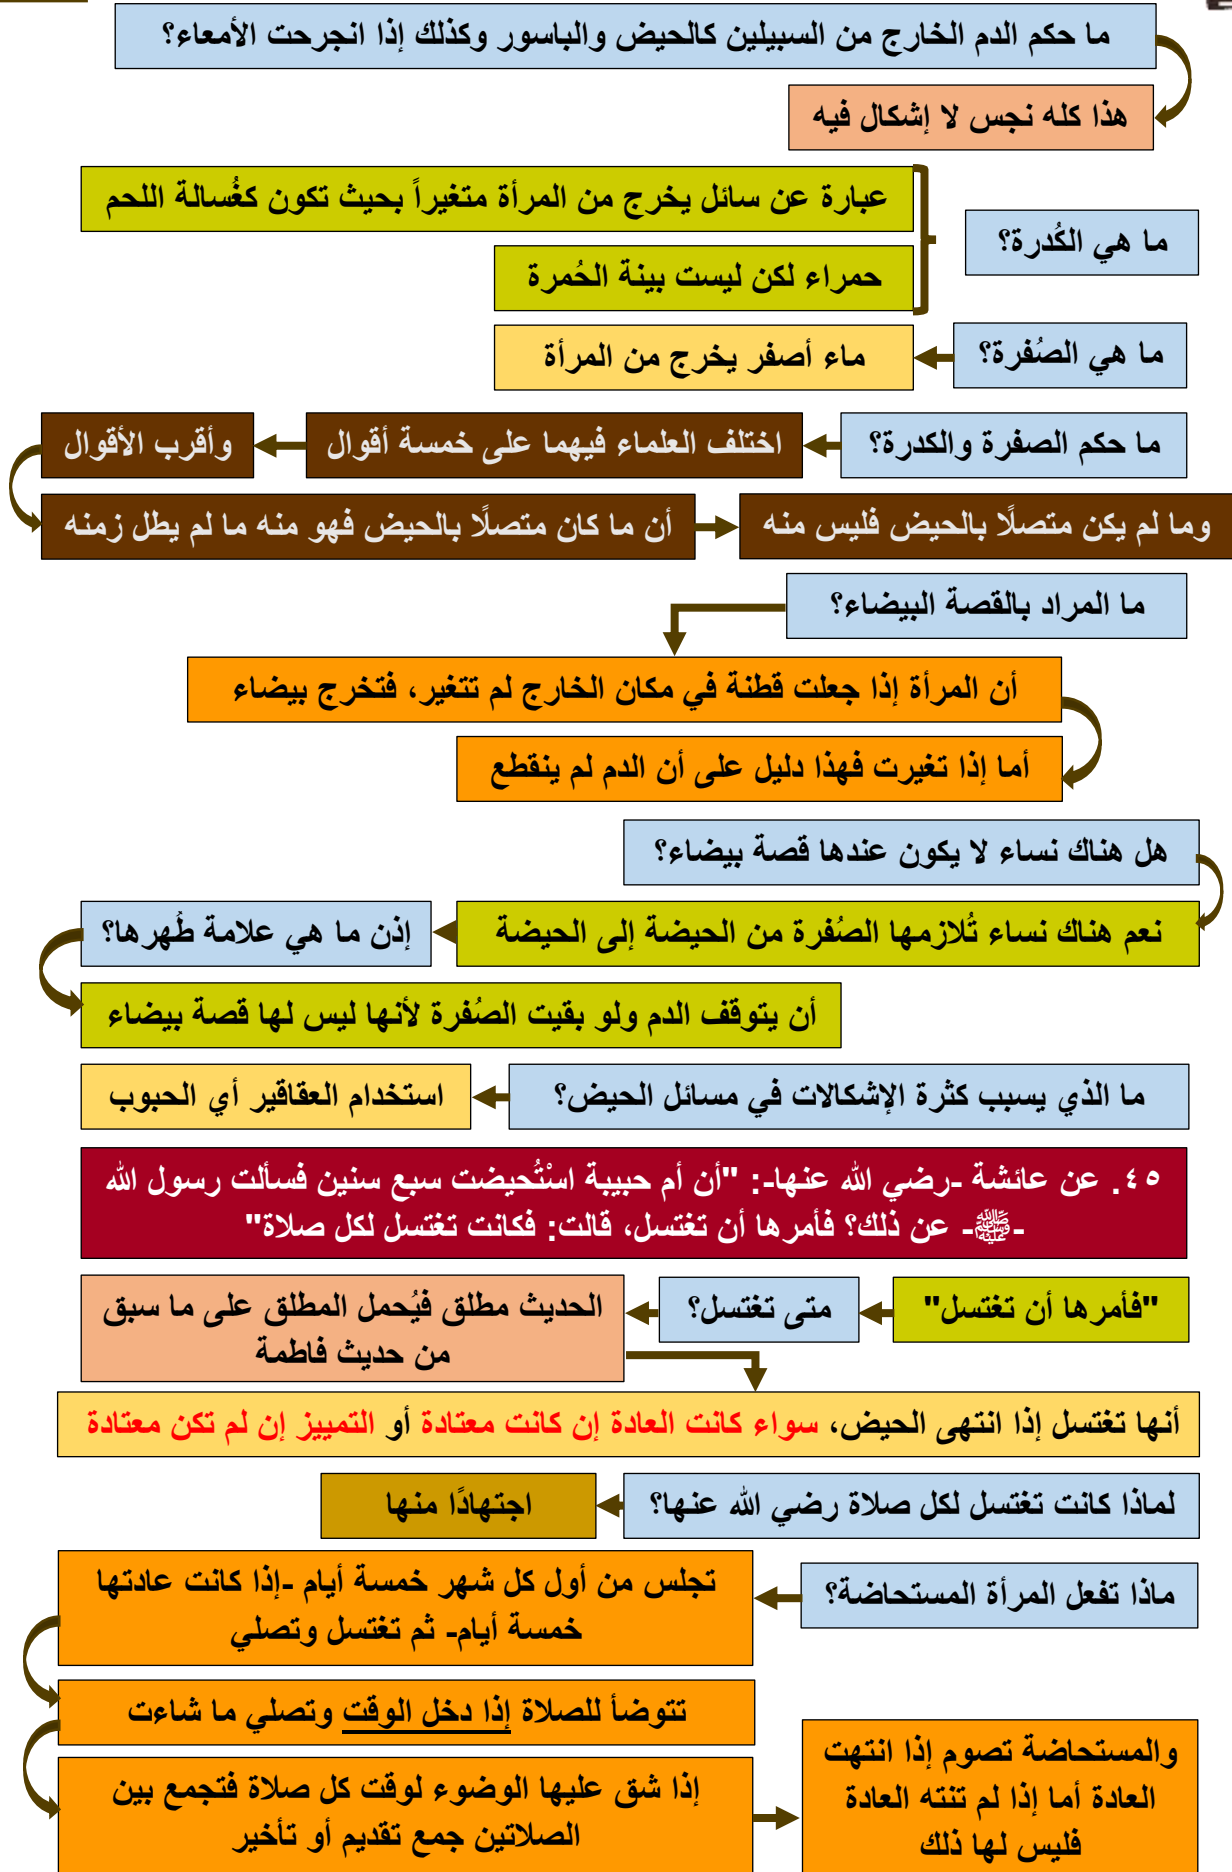 ما حكم الدم الخارج من السبيلين كالحيض والباسور وكذلك إذا انجرحت الأمعاء؟
هذا كله نجس لا إشكال فيه
ما هي الكُدرة؟
عبارة عن سائل يخرج من المرأة متغيراً بحيث تكون كغُسالة اللحم
حمراء لكن ليست بينة الحُمرة
ما هي الصُفرة؟
ماء أصفر يخرج من المرأة
ما حكم الصفرة والكدرة؟
اختلف العلماء فيهما على خمسة أقوال
وأقرب الأقوال
أن ما كان متصلًا بالحيض فهو منه ما لم يطل زمنه
وما لم يكن متصلًا بالحيض فليس منه
ما المراد بالقصة البيضاء؟
أن المرأة إذا جعلت قطنة في مكان الخارج لم تتغير، فتخرج بيضاء
أما إذا تغيرت فهذا دليل على أن الدم لم ينقطع
هل هناك نساء لا يكون عندها قصة بيضاء؟
نعم هناك نساء تُلازمها الصُفرة من الحيضة إلى الحيضة
إذن ما هي علامة طُهرها؟
أن يتوقف الدم ولو بقيت الصُفرة لأنها ليس لها قصة بيضاء
ما الذي يسبب كثرة الإشكالات في مسائل الحيض؟
استخدام العقاقير أي الحبوب
٤٥. عن عائشة -رضي الله عنها-: "أن أم حبيبة اسْتُحيضت سبع سنين فسألت رسول الله
-ﷺ- عن ذلك؟ فأمرها أن تغتسل، قالت: فكانت تغتسل لكل صلاة"
"فأمرها أن تغتسل"
متى تغتسل؟
الحديث مطلق فيُحمل المطلق على ما سبق
من حديث فاطمة
أنها تغتسل إذا انتهى الحيض، سواء كانت العادة إن كانت معتادة أو التمييز إن لم تكن معتادة
لماذا كانت تغتسل لكل صلاة رضي الله عنها؟
اجتهادًا منها
ماذا تفعل المرأة المستحاضة؟
تجلس من أول كل شهر خمسة أيام -إذا كانت عادتها
خمسة أيام- ثم تغتسل وتصلي
تتوضأ للصلاة إذا دخل الوقت وتصلي ما شاءت
إذا شق عليها الوضوء لوقت كل صلاة فتجمع بين
الصلاتين جمع تقديم أو تأخير
والمستحاضة تصوم إذا انتهت
العادة أما إذا لم تنته العادة
فليس لها ذلك